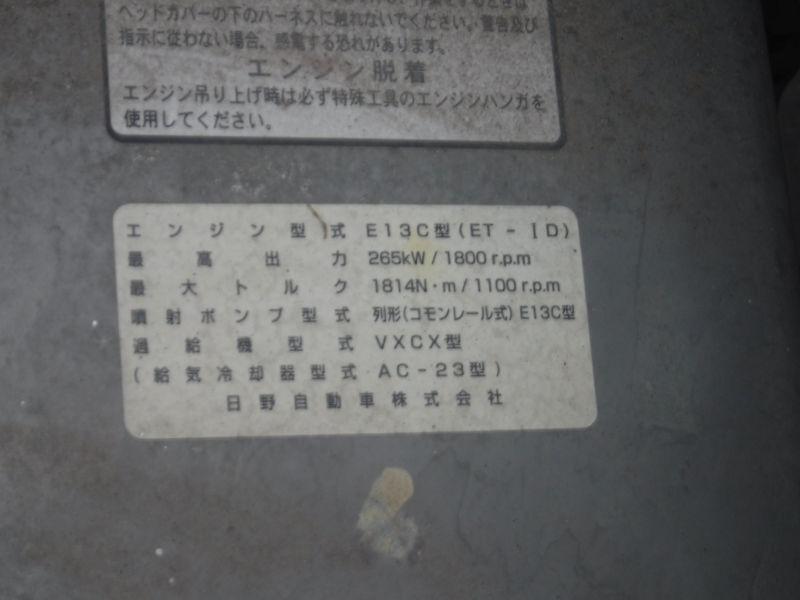 ヘッドカバーの下のハーネスに触れないでください。警告及び
指示に従わない場合、感電する恐れがあります。
エンジン脱着
エンジン吊り上げ時は必ず特殊工具のエンジンハンガを
使用してください。
エンジン型式 E13C型(ET-ID)
最高出力 265kW/1800 r.p.m
最大トルク 1814N・m/1100 r.p.m
噴射ポンプ型式 列形(コモンレール式)E13C型
過給機型式 VXCX型
(給気冷却器型式 AC-23型)
日野自動車株式会社